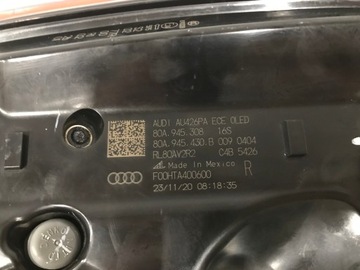 AUDI AU426PA ECE OLED
80A.945.308 16S
80A.945.430.B 009 0404
RL80AV2R2 C4B 5426
Made in Mexico
F00HTA400600 R
23/11/20 08:18:35